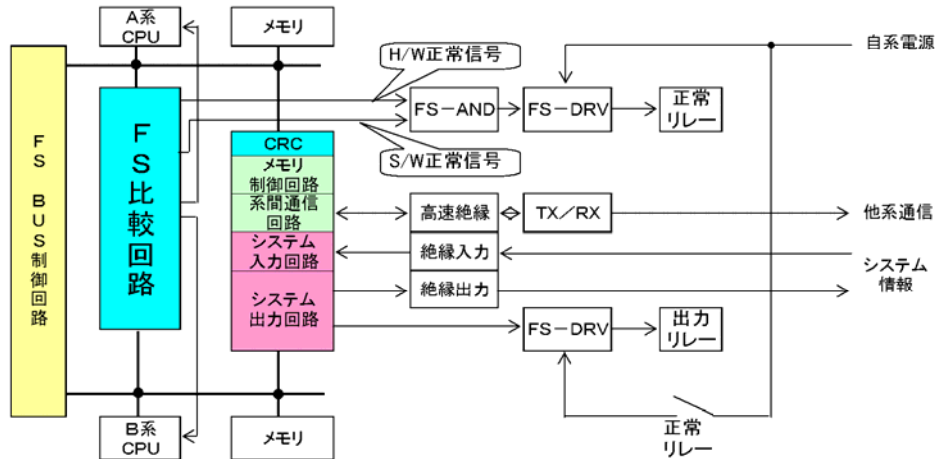 A系
CPU
メモリ
H/W正常信号
自系電源
FS-AND
FS-DRV
正常
リレー
FS BUS制御回路
FS比較回路
CRC
S/W正常信号
メモリ
制御回路
系間通信
回路
高速絶縁
TX/RX
他系通信
システム
入力回路
絶縁入力
システム
情報
絶縁出力
システム
出力回路
FS-DRV
出力
リレー
B系
CPU
メモリ
正常
リレー